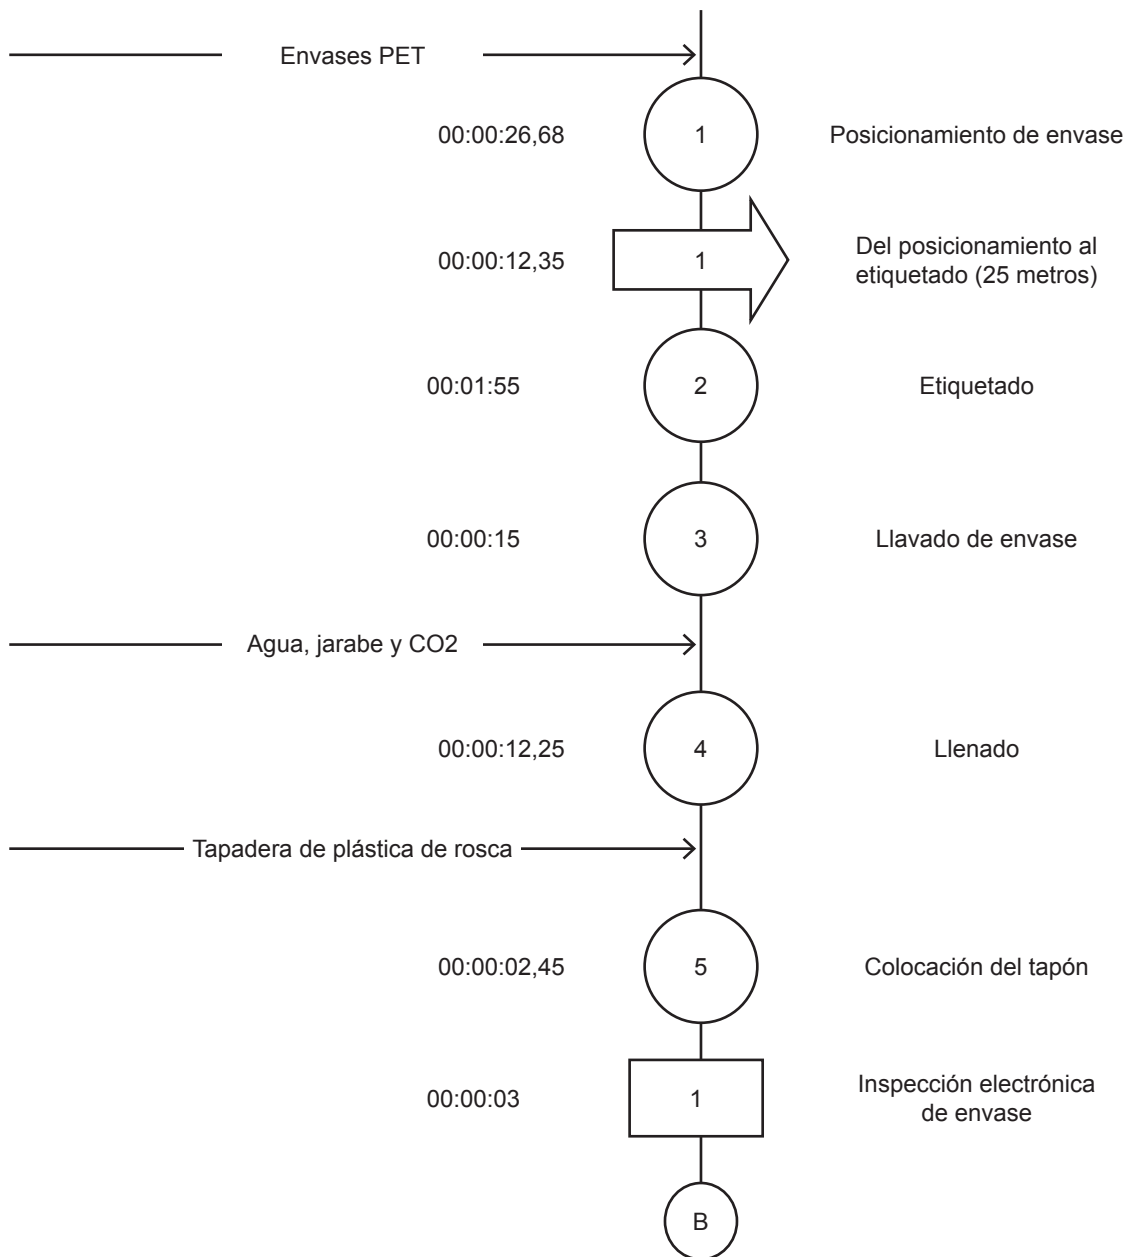 Envases PET
00:00:26,68
1
Posicionamiento de envase
00:00:12,35
1
Del posicionamiento al
etiquetado (25 metros)
00:01:55
2
Etiquetado
00:00:15
3
Llavado de envase
Agua, jarabe y CO2
00:00:12,25
4
Llenado
Tapadera de plástica de rosca
00:00:02,45
5
Colocación del tapón
00:00:03
1
Inspección electrónica
de envase
B